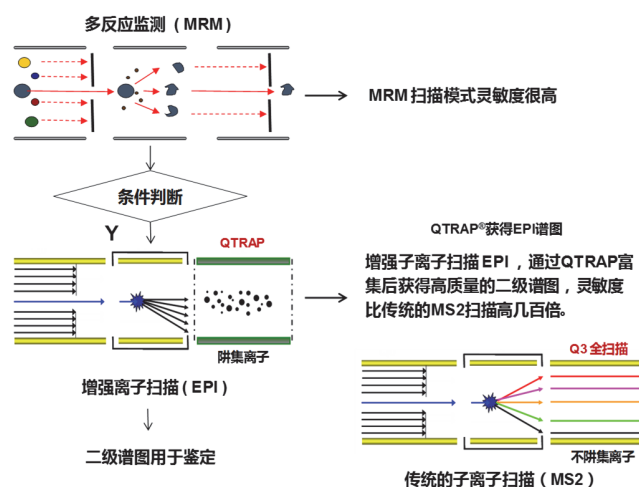 多反应监测（MRM）
MRM 扫描模式灵敏度很高
条件判断
Y
QTRAP
QTRAP®获得EPI谱图
增强子离子扫描 EPI ，通过QTRAP富
集后获得高质量的二级谱图，灵敏度
比传统的MS2扫描高几百倍。
阱集离子
增强离子扫描（EPI）
Q3 全扫描
二级谱图用于鉴定
不阱集离子
传统的子离子扫描（MS2）